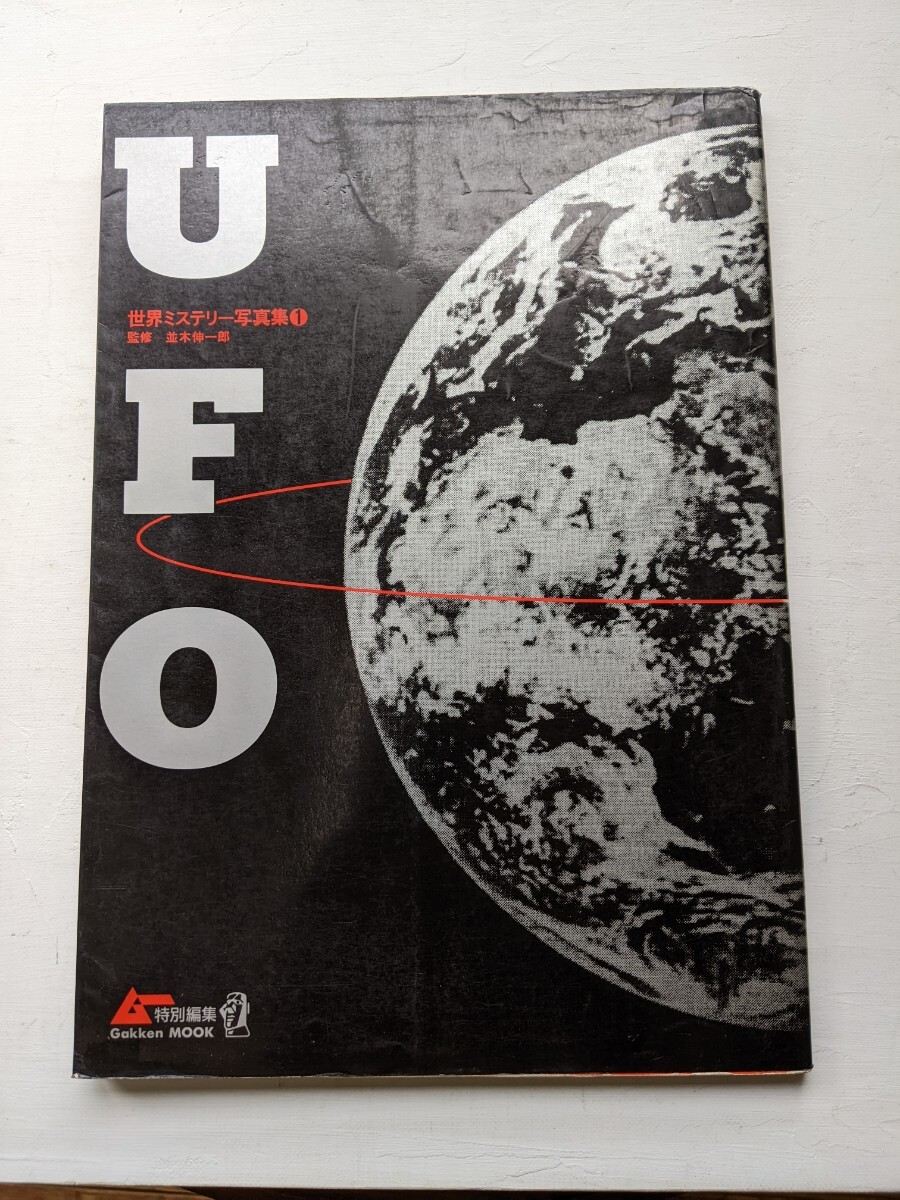 U
世界ミステリー写真集❶
監修 並木伸一郎
F
O
ムー特別編集
Gakken MOOK